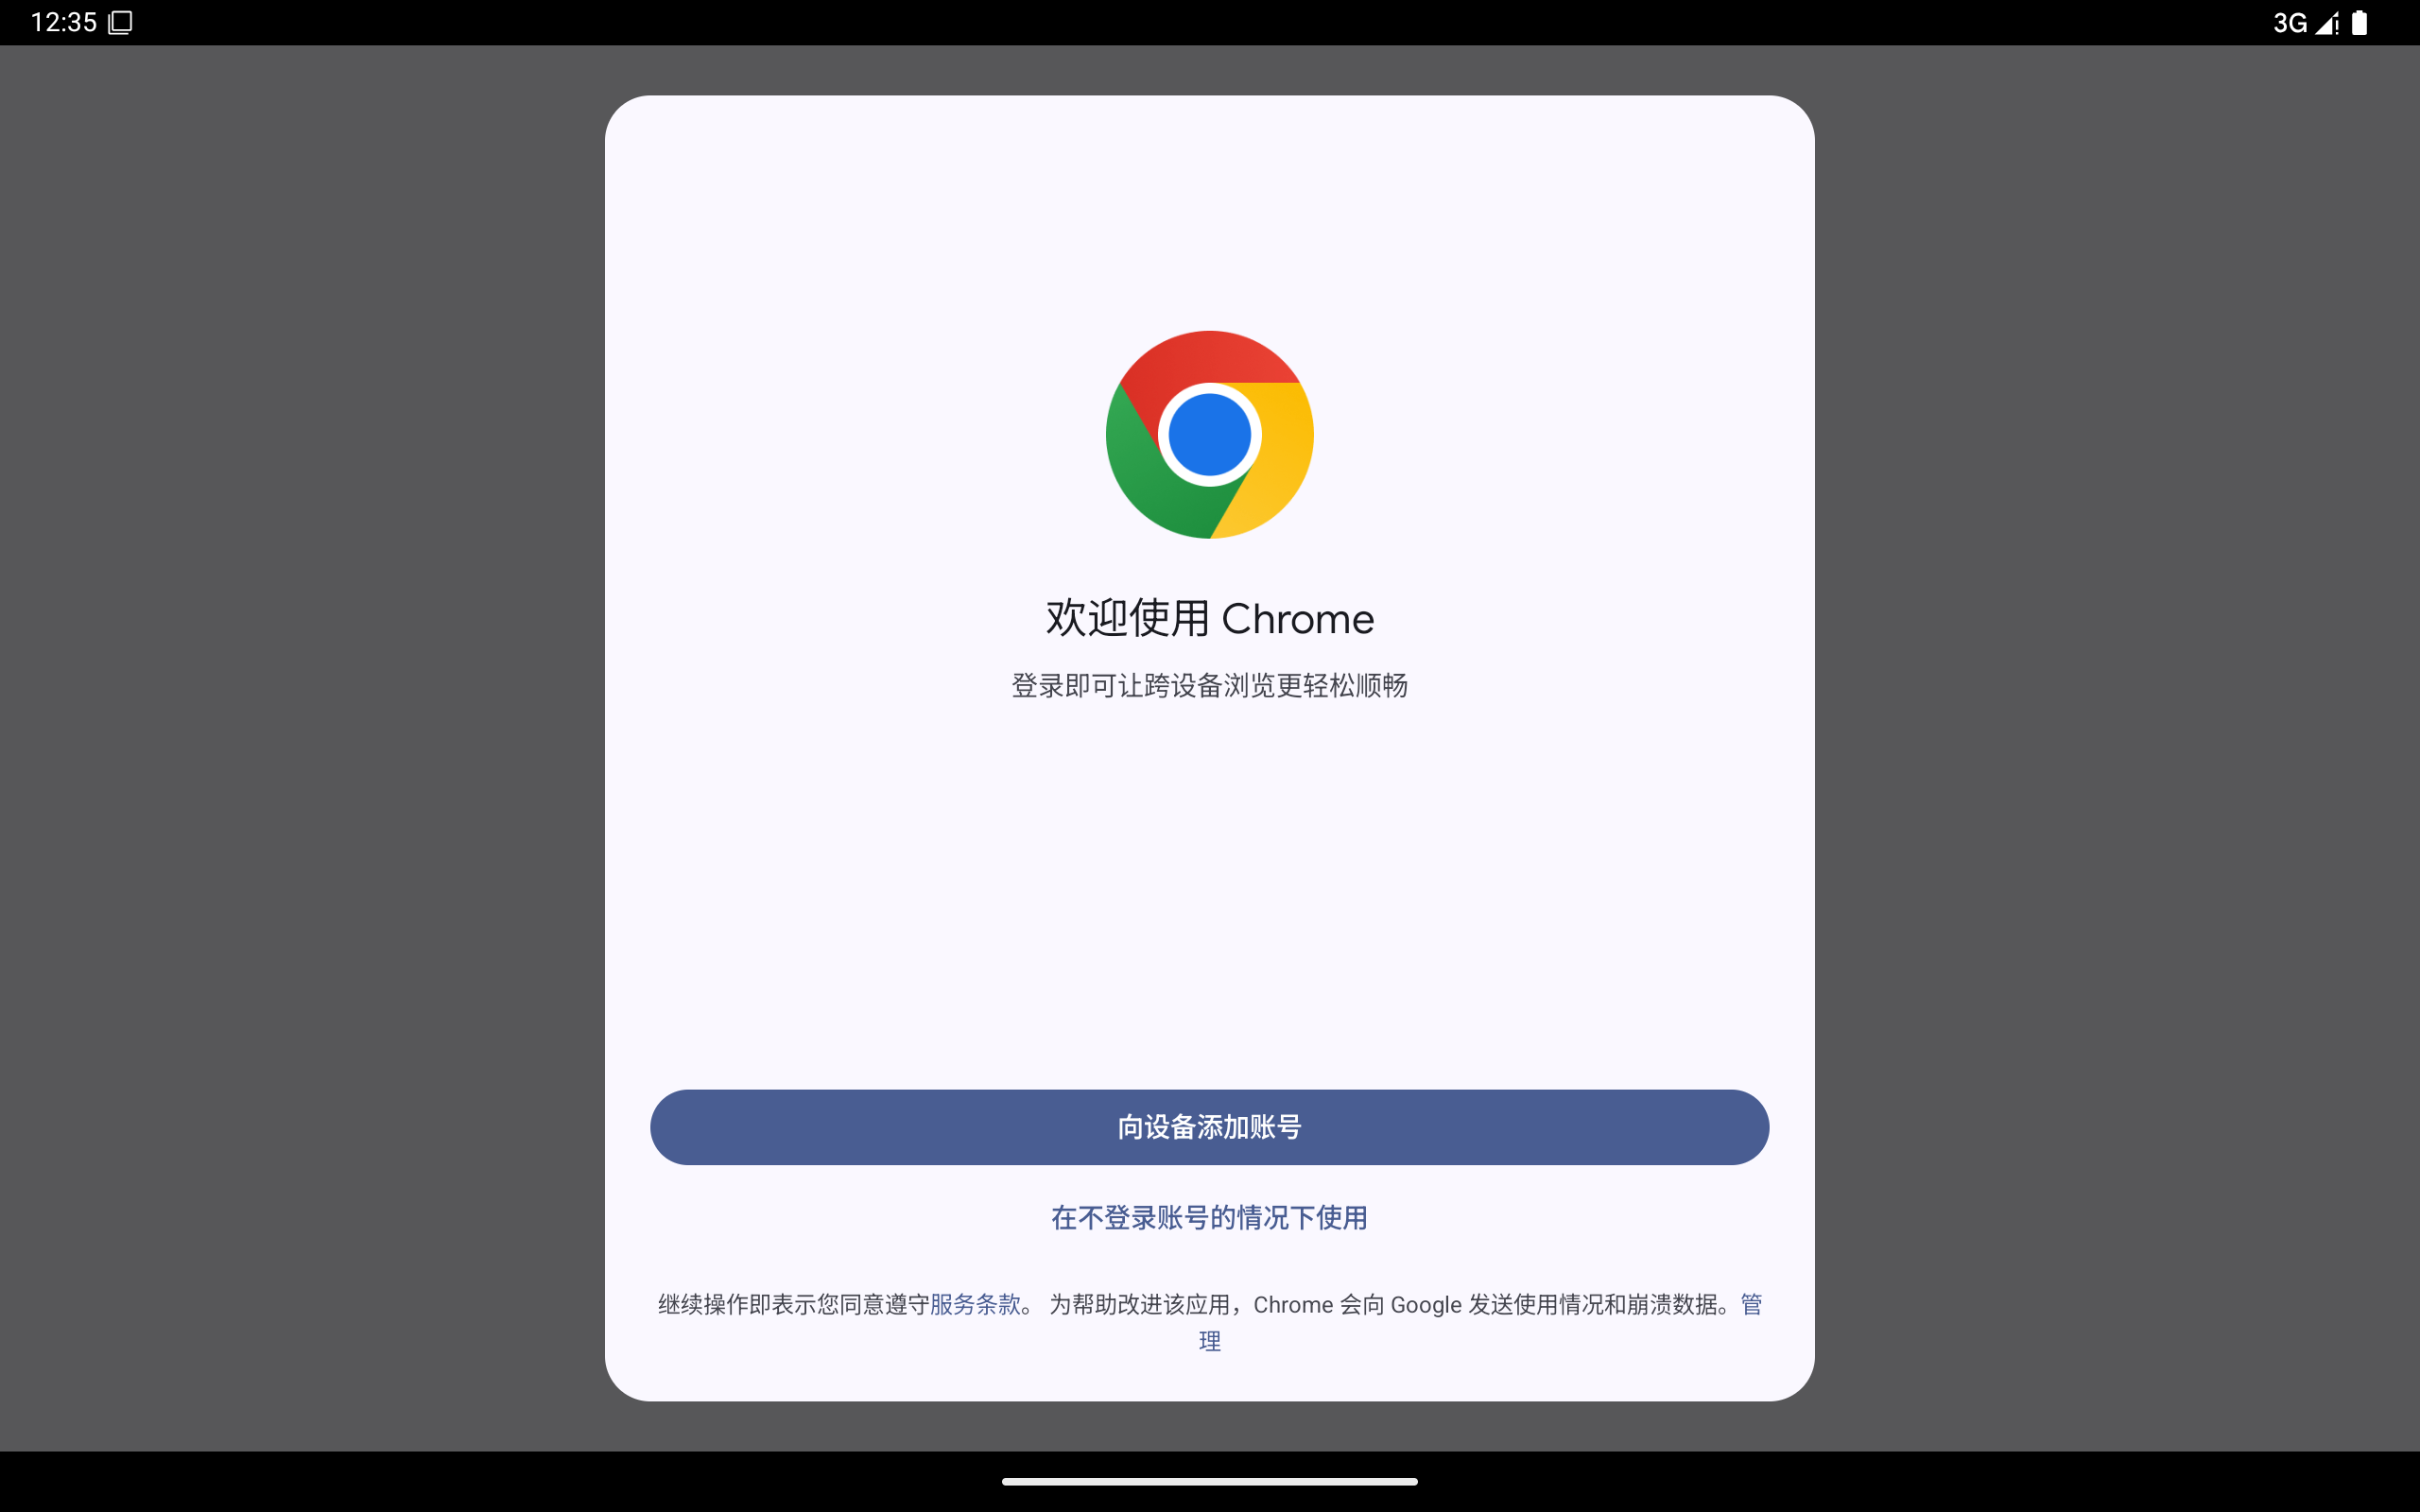 12:35
3G
欢迎使用 Chrome
登录即可让跨设备浏览更轻松顺畅
向设备添加账号
在不登录账号的情况下使用
继续操作即表示您同意遵守服务条款。 为帮助改进该应用，Chrome 会向 Google 发送使用情况和崩溃数据。管
理